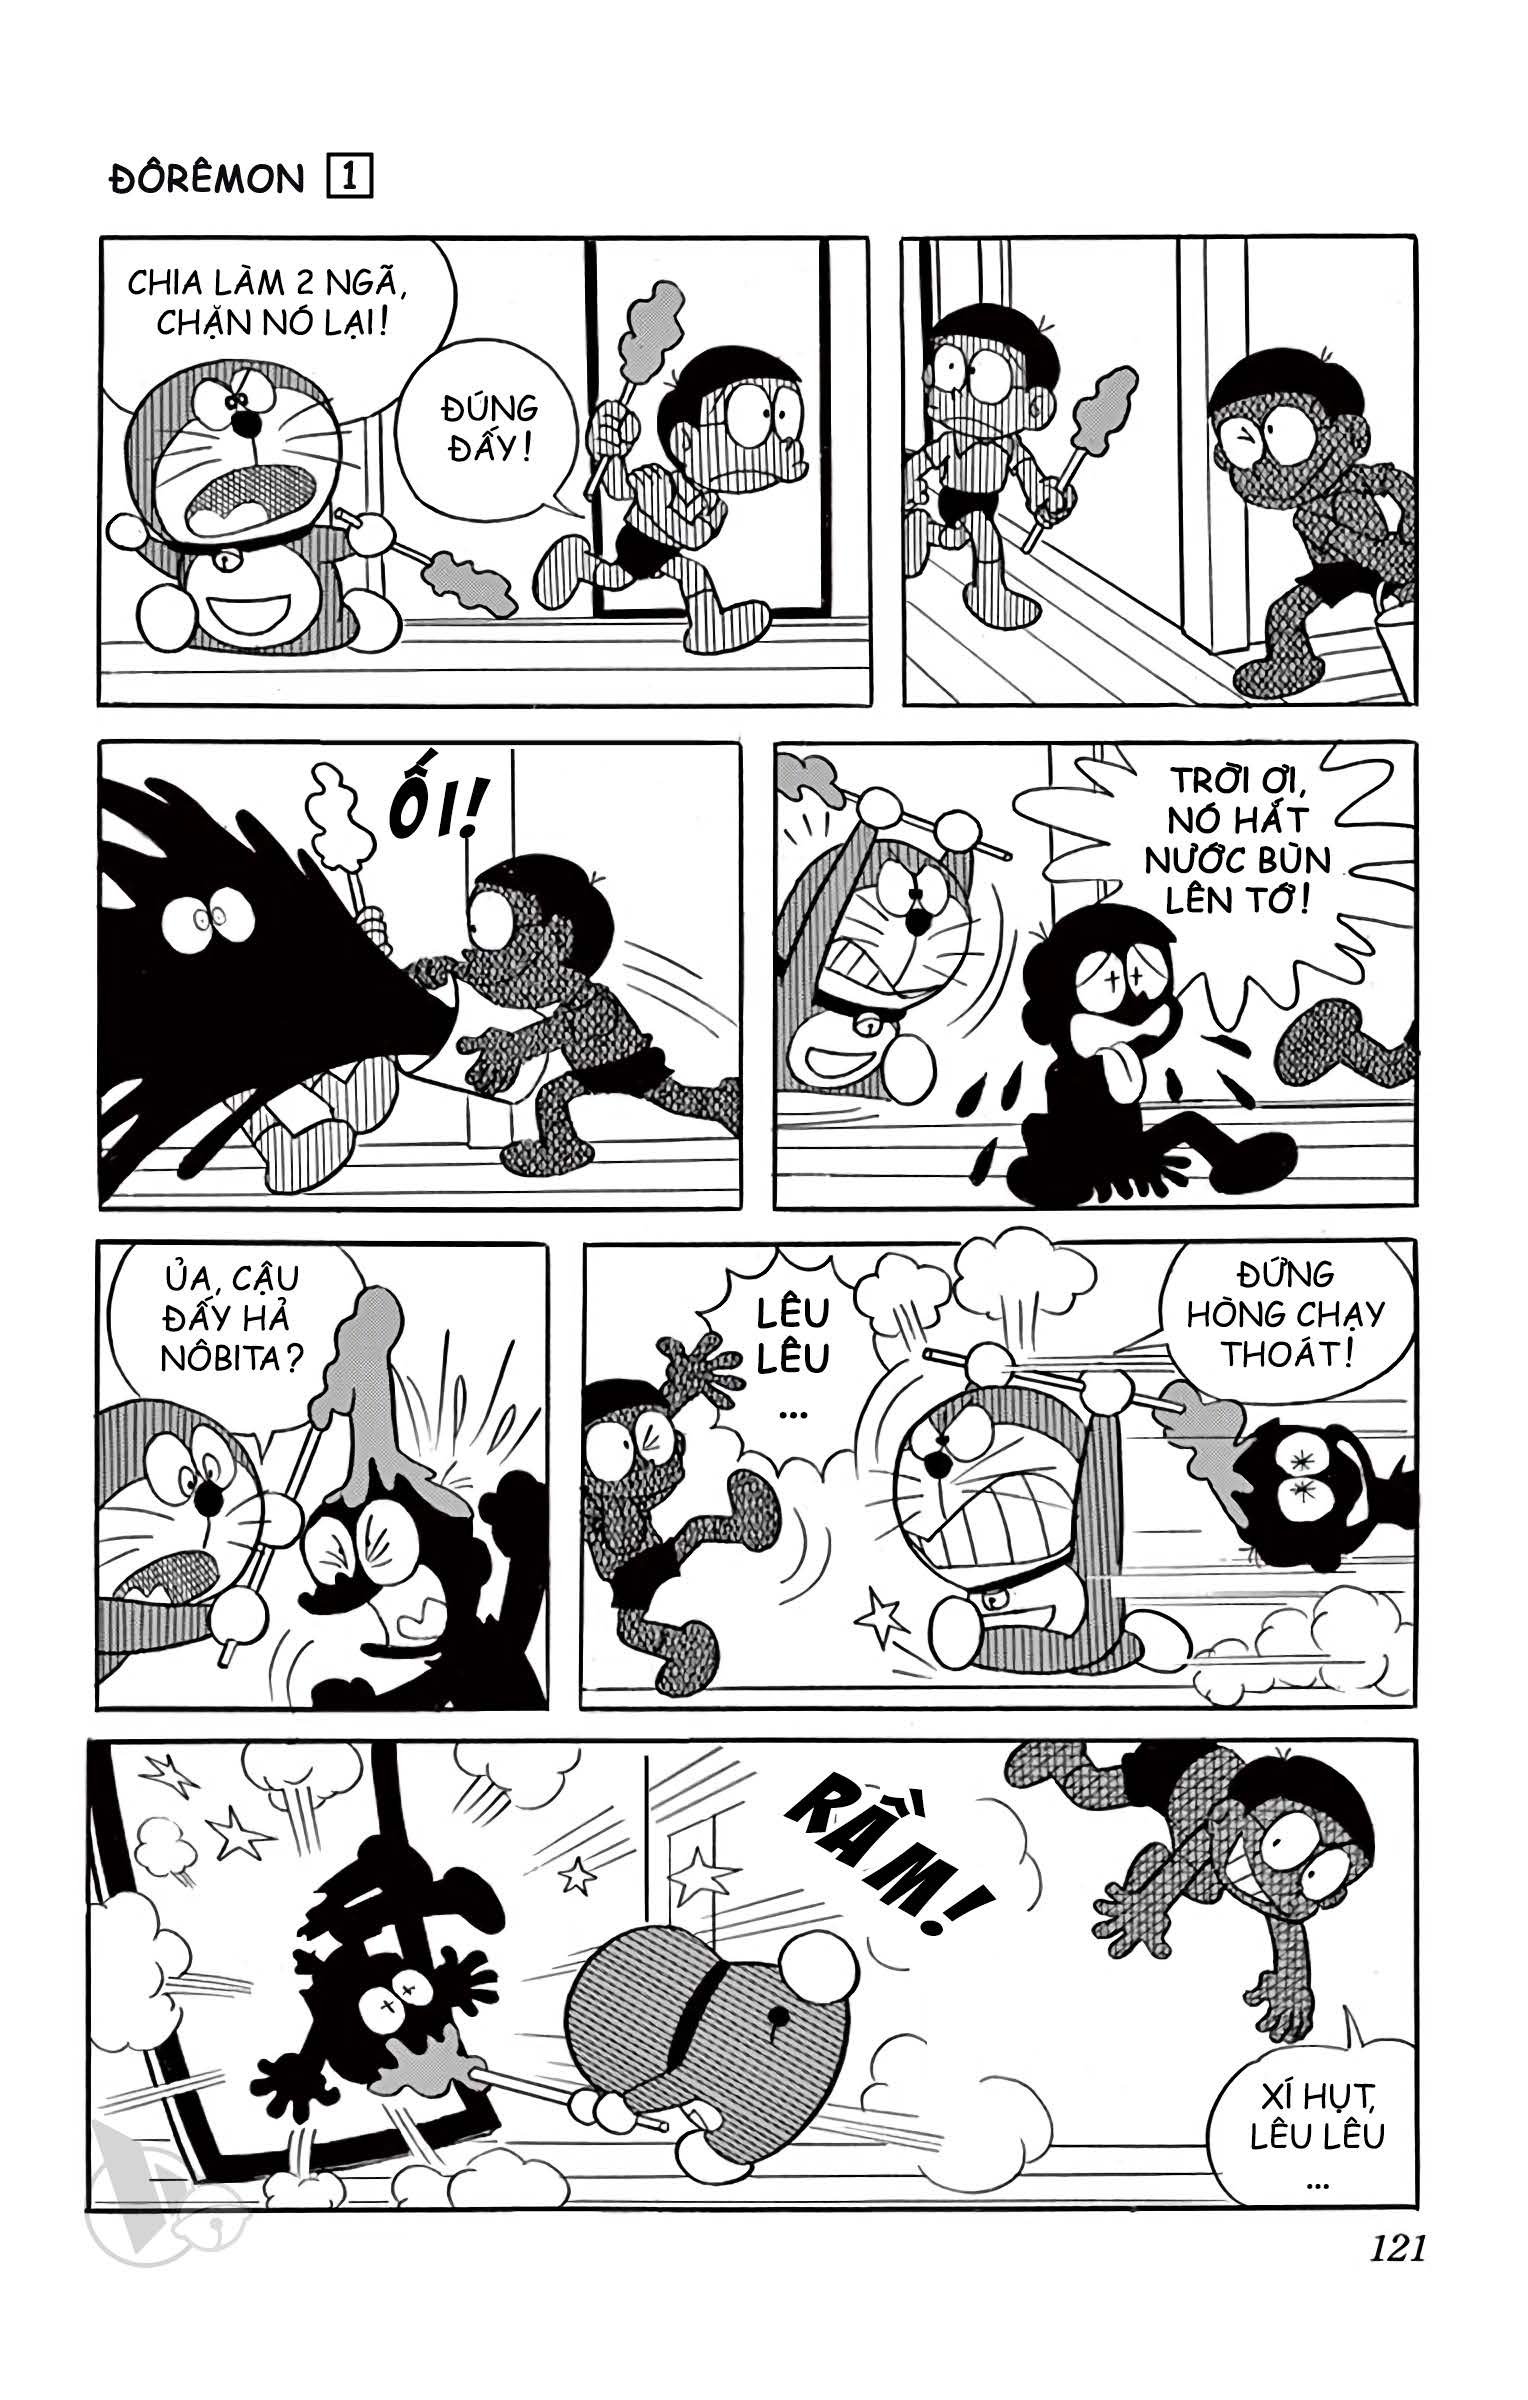 ĐÔRÊMON 1
CHIA LÀM 2 NGÃ,
CHẶN NÓ LẠI!
ĐÚNG
ĐẤY!
ỐI!
TRỜI ƠI,
NÓ HẮT
NƯỚC BÙN
LÊN TỚ!
ỦA, CẬU
ĐẤY HẢ
NÔBITA?
LÊU
LÊU
...
ĐỨNG
HÒNG CHẠY
THOÁT!
RẦM!
XÍ HỤT,
LÊU LÊU
...
121